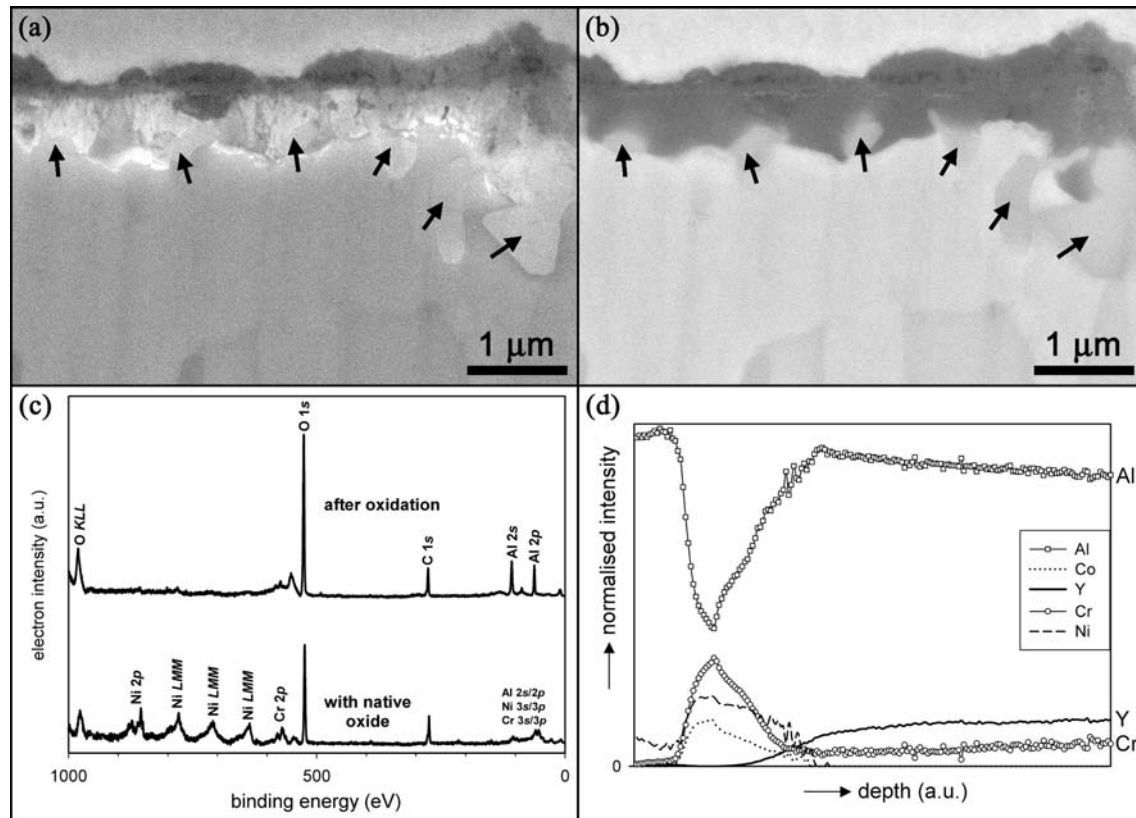 (a)
1 μm
(b)
1 μm
(c)
electron intensity (a.u.)
O KLL
O 1s
after oxidation
C 1s
Al 2s
Al 2p
Ni 2p
Ni LMM
Ni LMM
Ni LMM
Cr 2p
with native
oxide
Al 2s/2p
Ni 3s/3p
Cr 3s/3p
1000
500
0
binding energy (eV)
(d)
normalised intensity
Al
Al
Co
Y
Cr
Ni
Y
Cr
0
depth (a.u.)